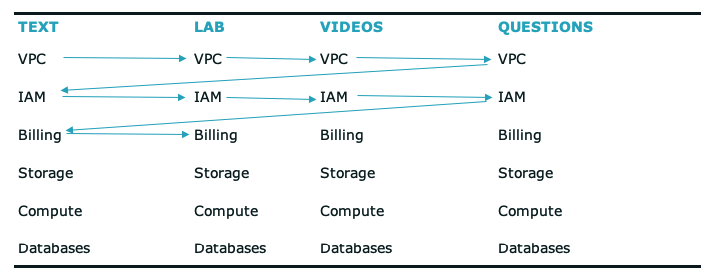 TEXT LAB VIDEOS QUESTIONS
VPC VPC VPC VPC
IAM IAM IAM IAM
Billing Billing Billing Billing
Storage Storage Storage Storage
Compute Compute Compute Compute
Databases Databases Databases Databases